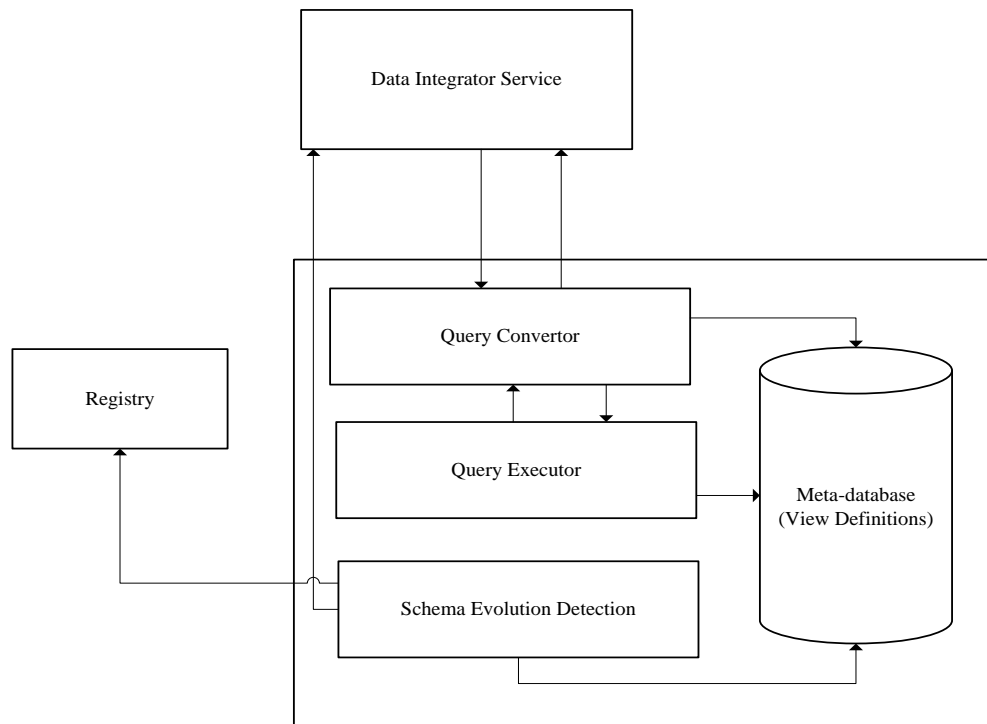 Data Integrator Service
Query Convertor
Registry
Query Executor
Meta-database
(View Definitions)
Schema Evolution Detection